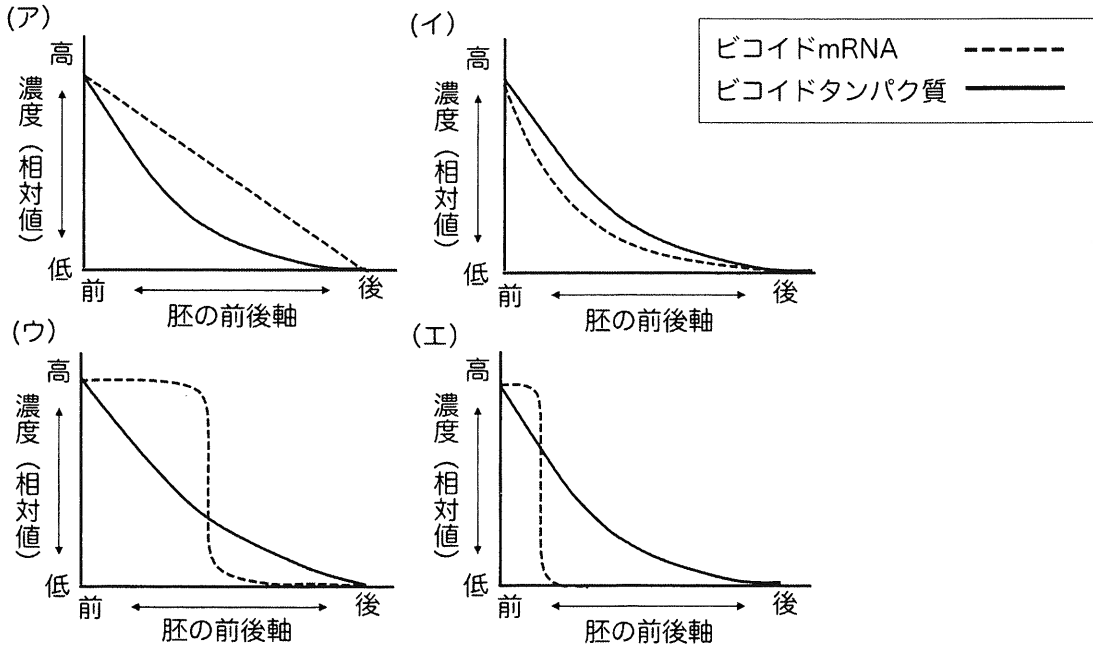 (ア)
高
濃度(相対値)
低
前
後
胚の前後軸
(イ)
高
濃度(相対値)
低
前
後
胚の前後軸
ビコイドmRNA
ビコイドタンパク質
(ウ)
高
濃度(相対値)
低
前
後
胚の前後軸
(エ)
高
濃度(相対値)
低
前
後
胚の前後軸